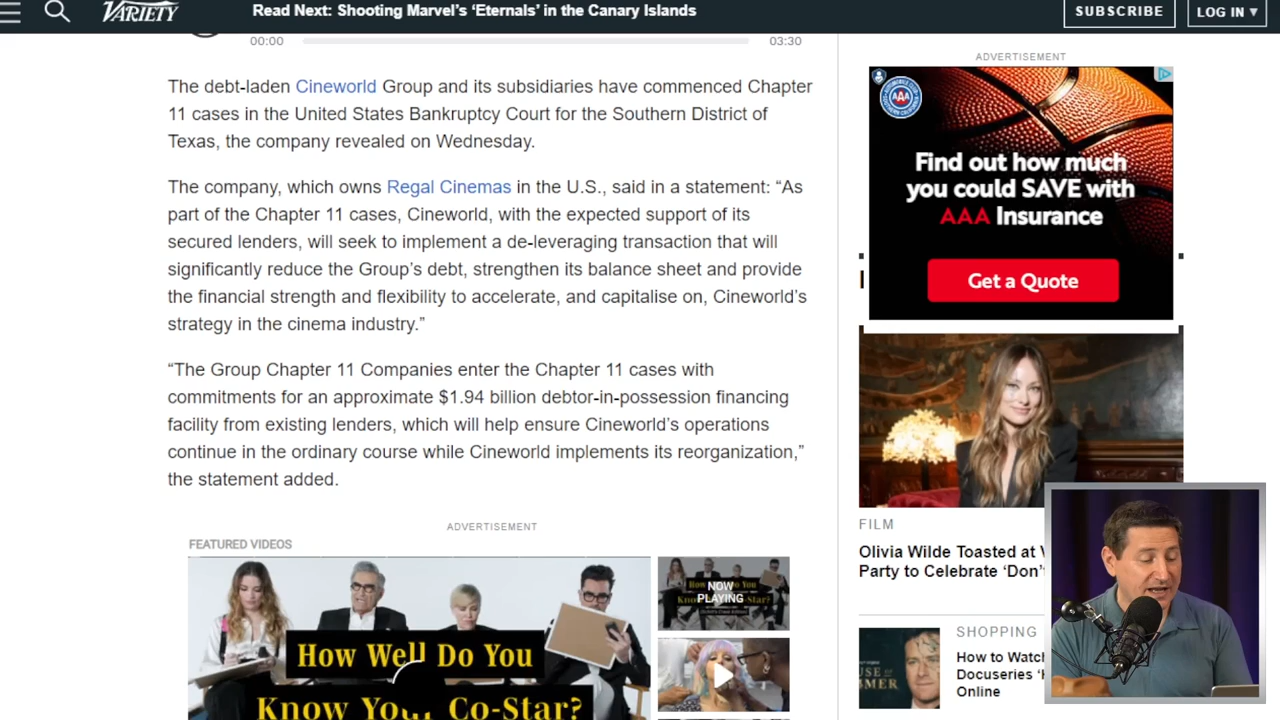 VARIETY
Read Next: Shooting Marvel’s ‘Eternals’ in the Canary Islands
SUBSCRIBE
LOG IN ▾
00:00
03:30
The debt-laden Cineworld Group and its subsidiaries have commenced Chapter
11 cases in the United States Bankruptcy Court for the Southern District of
Texas, the company revealed on Wednesday.
The company, which owns Regal Cinemas in the U.S., said in a statement: “As
part of the Chapter 11 cases, Cineworld, with the expected support of its
secured lenders, will seek to implement a de-leveraging transaction that will
significantly reduce the Group’s debt, strengthen its balance sheet and provide
the financial strength and flexibility to accelerate, and capitalise on, Cineworld’s
strategy in the cinema industry.”
“The Group Chapter 11 Companies enter the Chapter 11 cases with
commitments for an approximate $1.94 billion debtor-in-possession financing
facility from existing lenders, which will help ensure Cineworld’s operations
continue in the ordinary course while Cineworld implements its reorganization,”
the statement added.
ADVERTISEMENT
FEATURED VIDEOS
How Well Do You
Know Your Co-Star?
NOW
PLAYING
ADVERTISEMENT
AAA
Find out how much
you could SAVE with
AAA Insurance
Get a Quote
FILM
Olivia Wilde Toasted at V
Party to Celebrate ‘Don’t
SHOPPING
How to Watch
Docuseries ‘H
Online